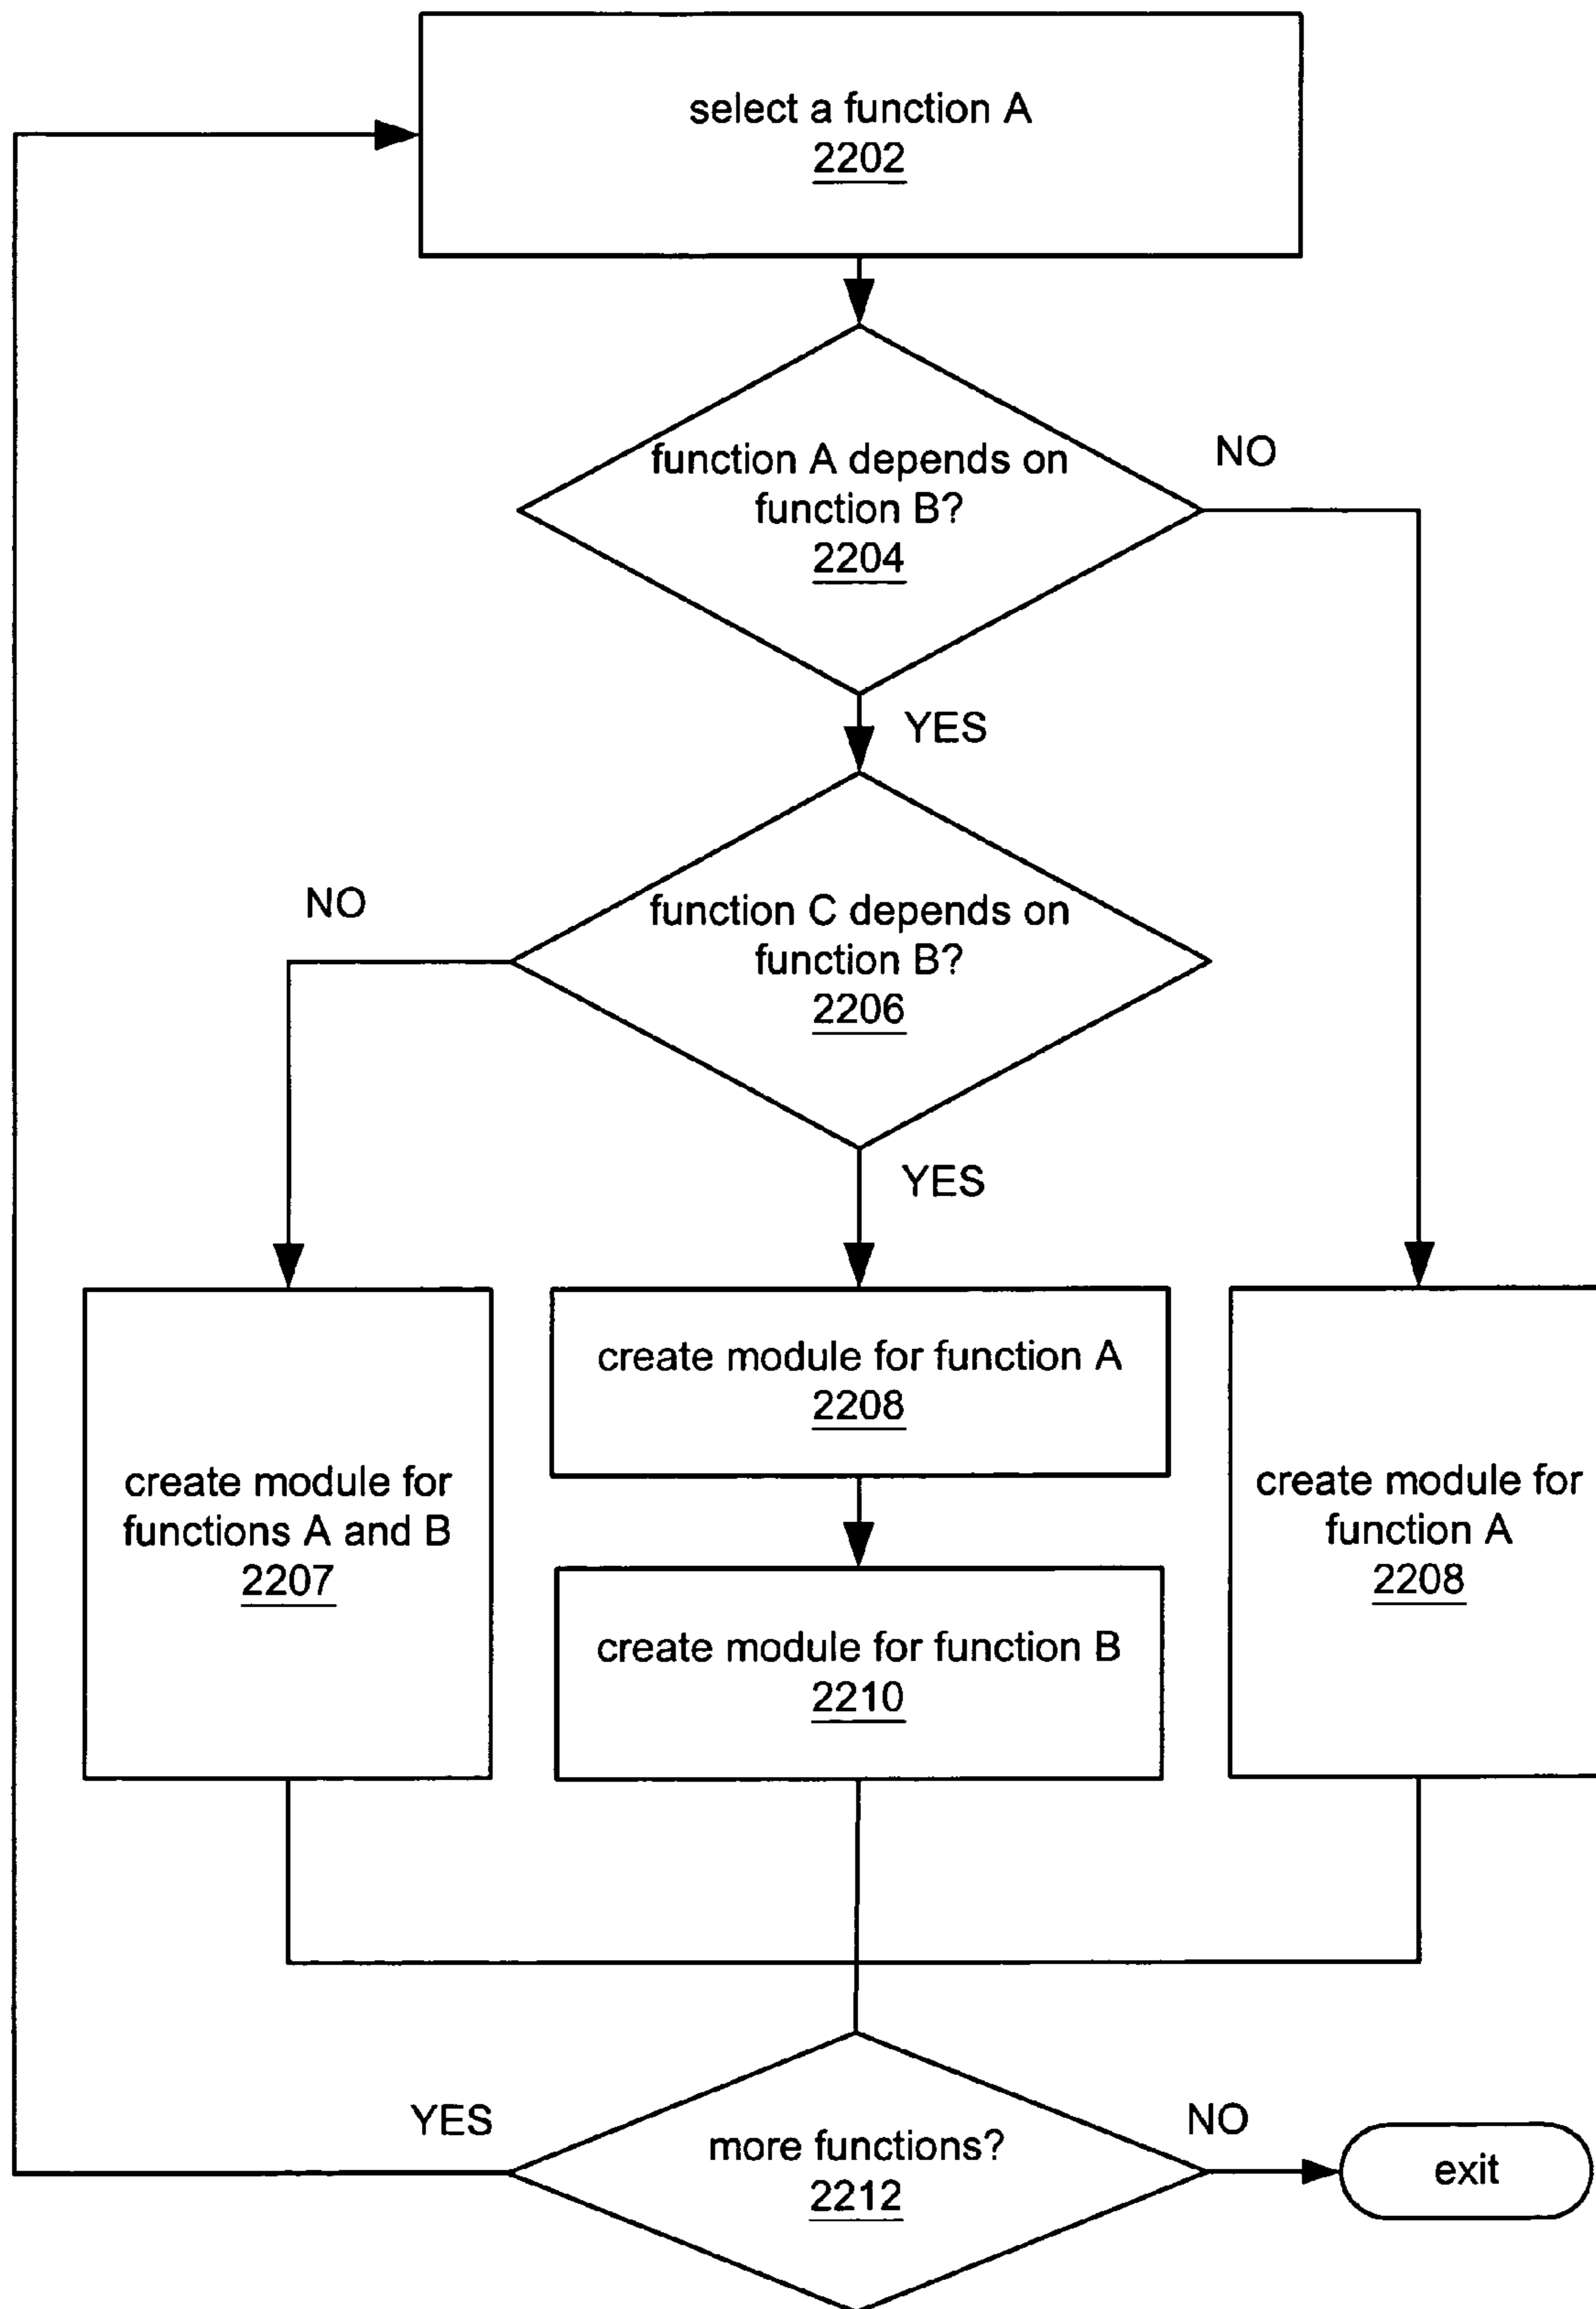 select a function A
2202
function A depends on
function B?
2204
NO
YES
function C depends on
function B?
2206
NO
YES
create module for
functions A and B
2207
create module for function A
2208
create module for function B
2210
create module for
function A
2208
more functions?
2212
YES
NO
exit